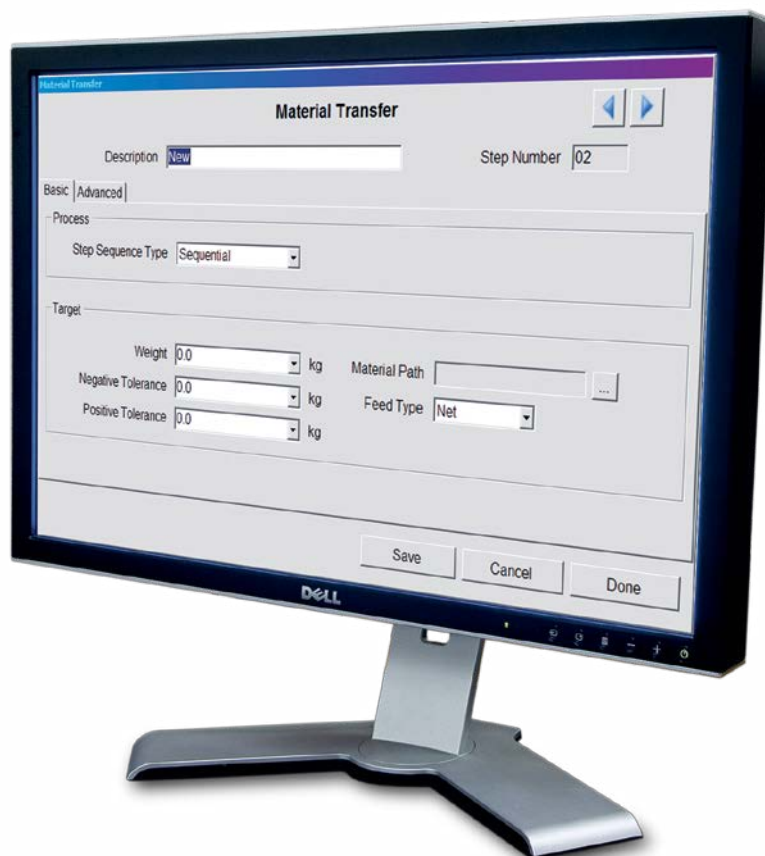 Material Transfer
Material Transfer
Description New Step Number 02
Basic Advanced
Process
Step Sequence Type Sequential
Target
Weight 0.0 kg Material Path ...
Negative Tolerance 0.0 kg Feed Type Net
Positive Tolerance 0.0 kg
Save Cancel Done
DELL